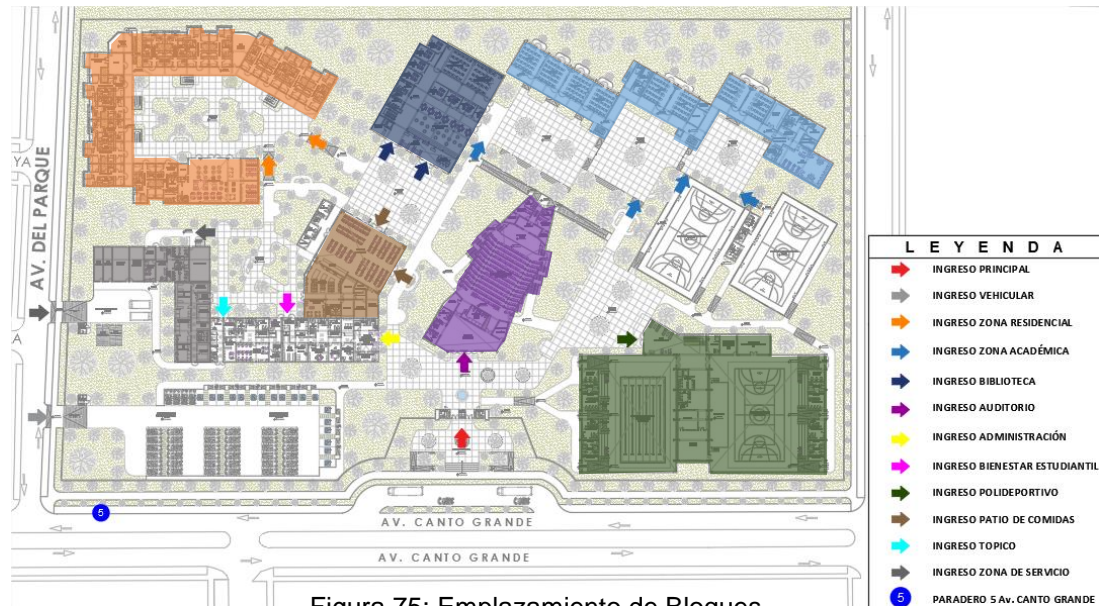 AV. DEL PARQUE
YA
A
5
AV. CANTO GRANDE
AV. CANTO GRANDE
L E Y E N D A
INGRESO PRINCIPAL
INGRESO VEHICULAR
INGRESO ZONA RESIDENCIAL
INGRESO ZONA ACADÉMICA
INGRESO BIBLIOTECA
INGRESO AUDITORIO
INGRESO ADMINISTRACIÓN
INGRESO BIENESTAR ESTUDIANTIL
INGRESO POLIDEPORTIVO
INGRESO PATIO DE COMIDAS
INGRESO TOPICO
INGRESO ZONA DE SERVICIO
5 PARADERO 5 Av. CANTO GRANDE
Figura 75: Emplazamiento de Bloques